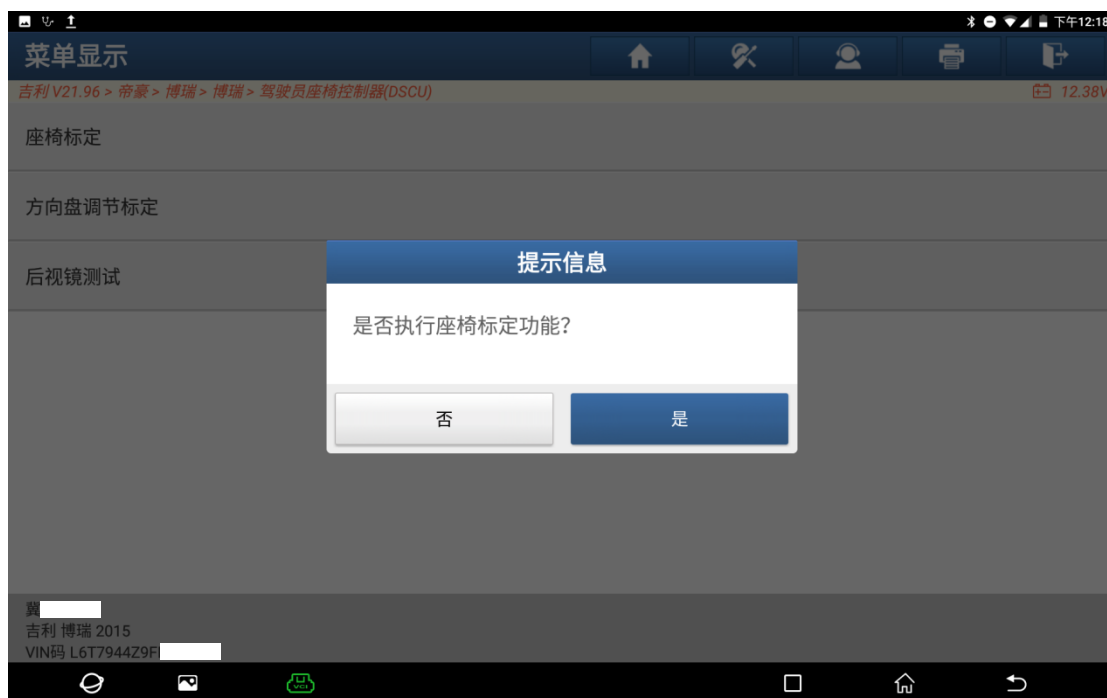 下午12:18
菜单显示
吉利 V21.96 > 帝豪 > 博瑞 > 博瑞 > 驾驶员座椅控制器(DSCU)
12.38V
座椅标定
方向盘调节标定
后视镜测试
提示信息
是否执行座椅标定功能？
否
是
冀
吉利 博瑞 2015
VIN码 L6T7944Z9F
VCI